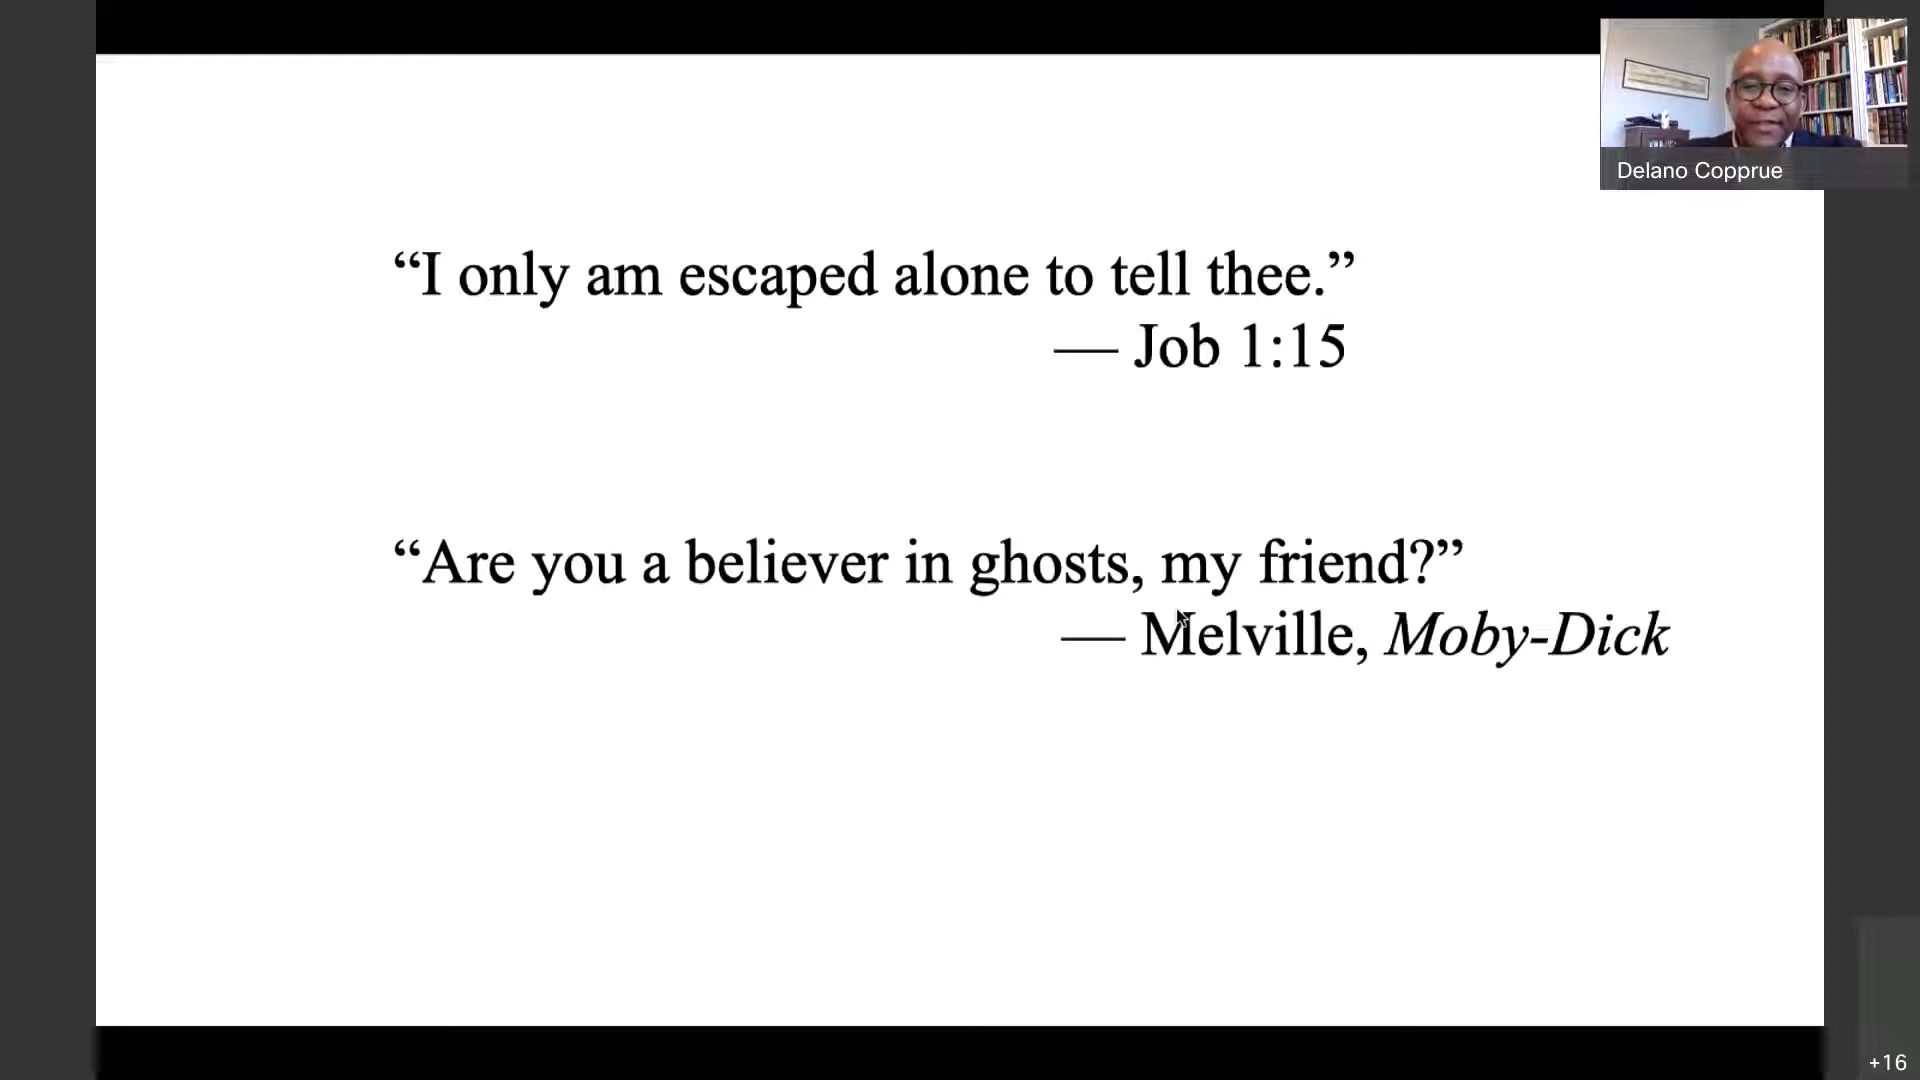 Delano Copprue
“I only am escaped alone to tell thee.”
— Job 1:15
“Are you a believer in ghosts, my friend?”
— Melville, Moby-Dick
+16